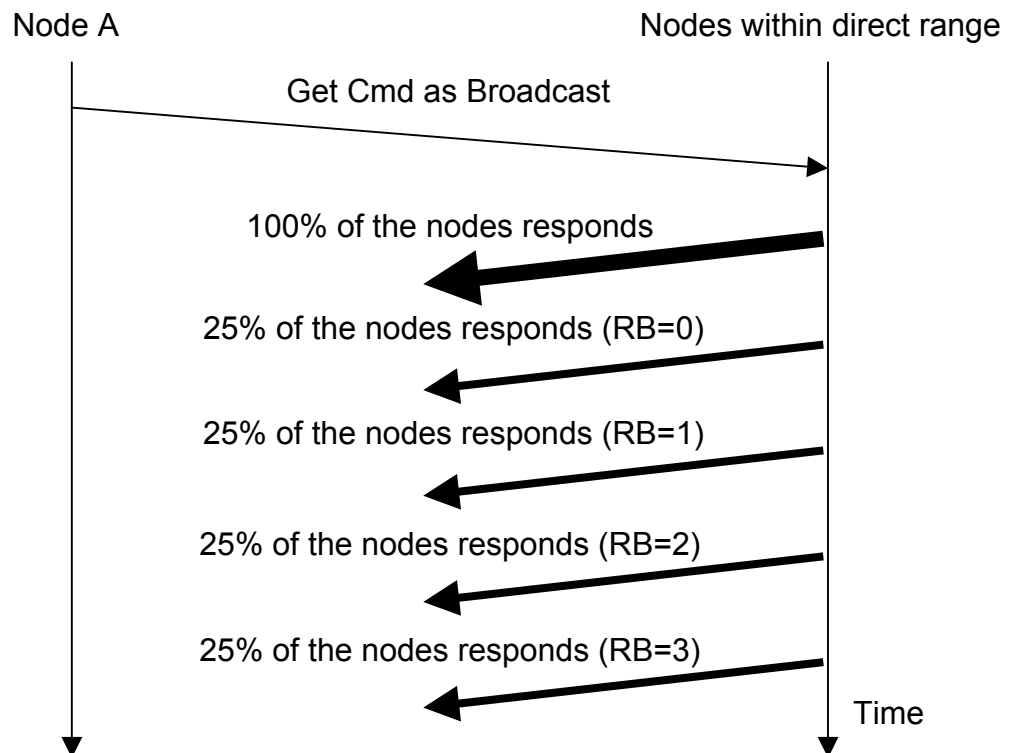 Node A
Nodes within direct range
Get Cmd as Broadcast
100% of the nodes responds
25% of the nodes responds (RB=0)
25% of the nodes responds (RB=1)
25% of the nodes responds (RB=2)
25% of the nodes responds (RB=3)
Time